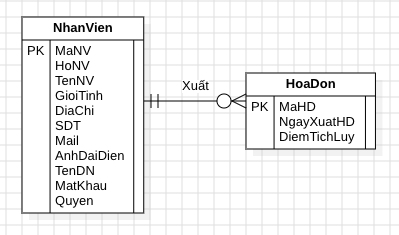 NhanVien
PK MaNV
HoNV
TenNV
GioiTinh
DiaChi
SDT
Mail
AnhDaiDien
TenDN
MatKhau
Quyen
Xuất
HoaDon
PK MaHD
NgayXuatHD
DiemTichLuy